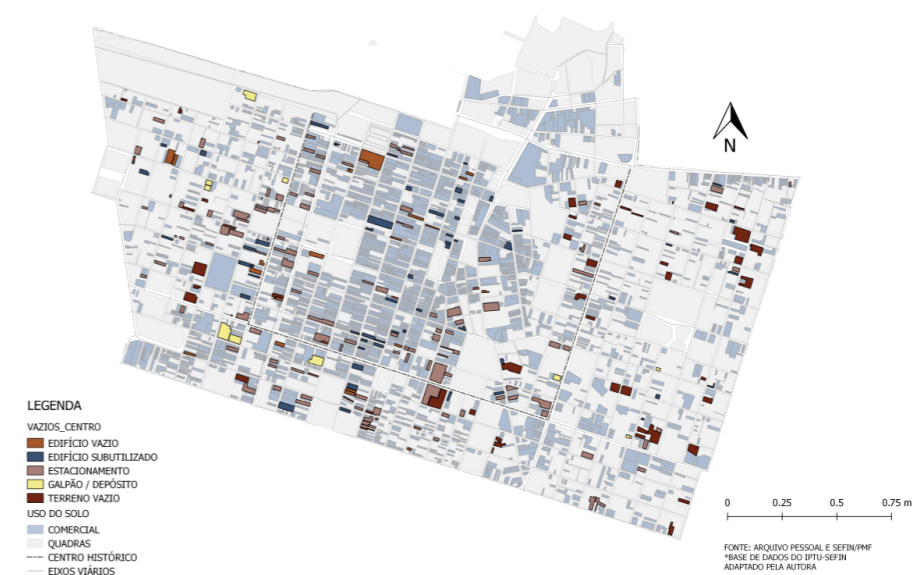 N
LEGENDA
VAZIOS_CENTRO
EDIFÍCIO VAZIO
EDIFÍCIO SUBUTILIZADO
ESTACIONAMENTO
GALPÃO / DEPÓSITO
TERRENO VAZIO
USO DO SOLO
COMERCIAL
QUADRAS
CENTRO HISTÓRICO
EIXOS VIÁRIOS
0 0.25 0.5 0.75 m
FONTE: ARQUIVO PESSOAL E SEFIN/PMF
*BASE DE DADOS DO IPTU-SEFIN
ADAPTADO PELA AUTORA